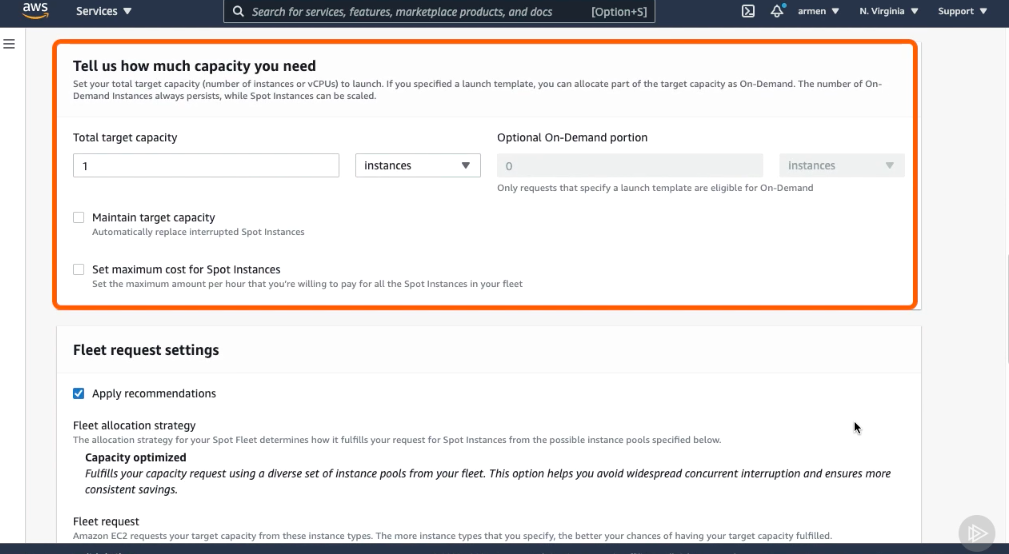 aws
Services
Search for services, features, marketplace products, and docs
[Option+S]
armen
N. Virginia
Support
Tell us how much capacity you need
Set your total target capacity (number of instances or vCPUs) to launch. If you specified a launch template, you can allocate part of the target capacity as On-Demand. The number of On-
Demand Instances always persists, while Spot Instances can be scaled.
Total target capacity
Optional On-Demand portion
1
instances
0
instances
Only requests that specify a launch template are eligible for On-Demand
Maintain target capacity
Automatically replace interrupted Spot Instances
Set maximum cost for Spot Instances
Set the maximum amount per hour that you're willing to pay for all the Spot Instances in your fleet
Fleet request settings
Apply recommendations
Fleet allocation strategy
The allocation strategy for your Spot Fleet determines how it fulfills your request for Spot Instances from the possible instance pools specified below.
Capacity optimized
Fulfills your capacity request using a diverse set of instance pools from your fleet. This option helps you avoid widespread concurrent interruption and ensures more
consistent savings.
Fleet request
Amazon EC2 requests your target capacity from these instance types. The more instance types that you specify, the better your chances of having your target capacity fulfilled.